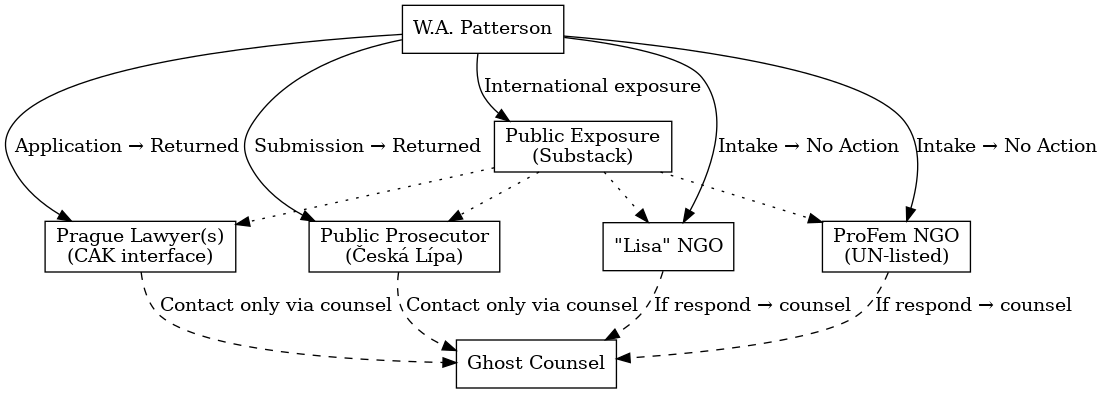 W.A. Patterson
International exposure
Application → Returned
Submission → Returned
Public Exposure
(Substack)
Intake → No Action
Intake → No Action
Prague Lawyer(s)
(CAK interface)
Public Prosecutor
(Česká Lípa)
"Lisa" NGO
ProFem NGO
(UN-listed)
Contact only via counsel
Contact only via counsel
If respond → counsel
If respond → counsel
Ghost Counsel